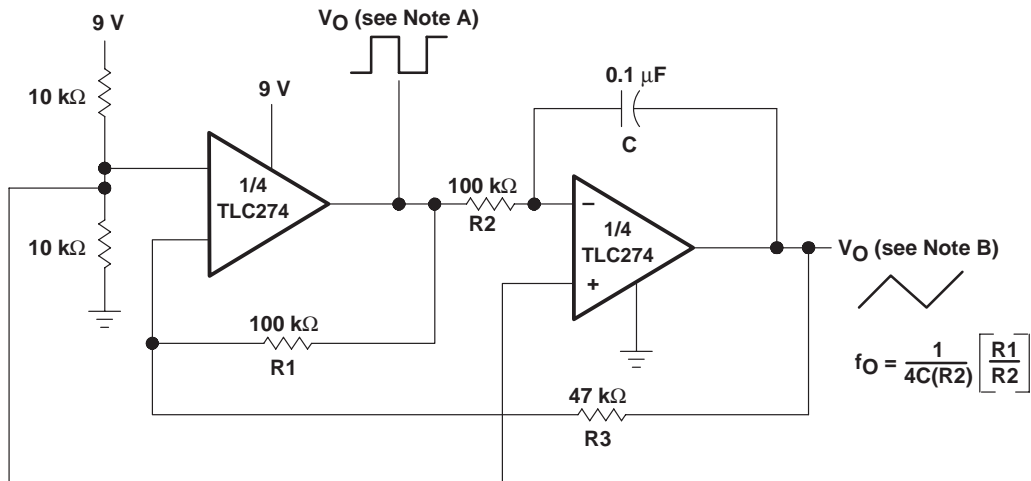 9 V
VO (see Note A)
10 kΩ
9 V
0.1 μF
C
1/4
TLC274
100 kΩ
R2
–
1/4
TLC274
+
10 kΩ
VO (see Note B)
100 kΩ
R1
fO = 1/4C(R2) [R1/R2]
47 kΩ
R3